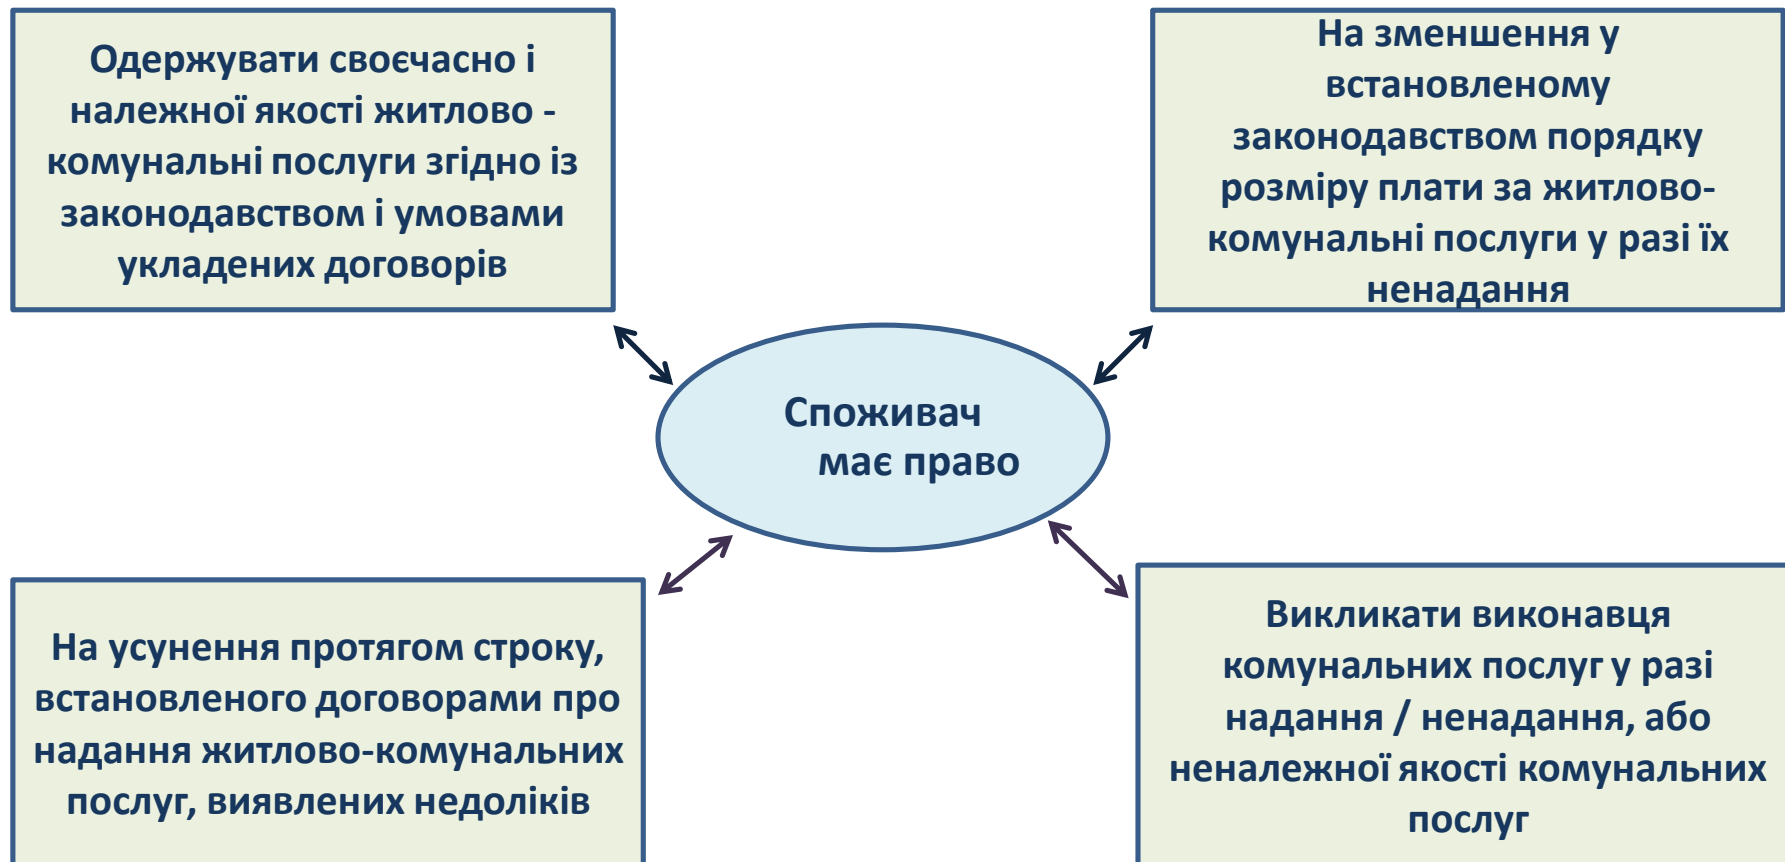 Одержувати своєчасно і
належної якості житлово -
комунальні послуги згідно із
законодавством і умовами
укладених договорів
На зменшення у
встановленому
законодавством порядку
розміру плати за житлово-
комунальні послуги у разі їх
ненадання
Споживач
має право
На усунення протягом строку,
встановленого договорами про
надання житлово-комунальних
послуг, виявлених недоліків
Викликати виконавця
комунальних послуг у разі
надання / ненадання, або
неналежної якості комунальних
послуг